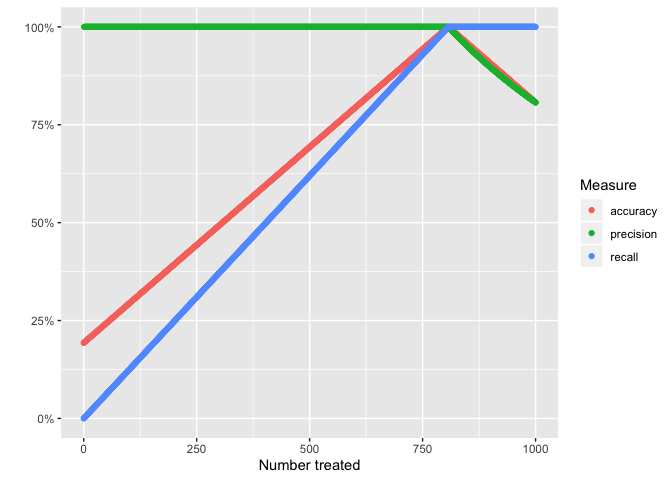 100%
75%
50%
25%
0%
0 250 500 750 1000
Number treated
Measure
accuracy
precision
recall